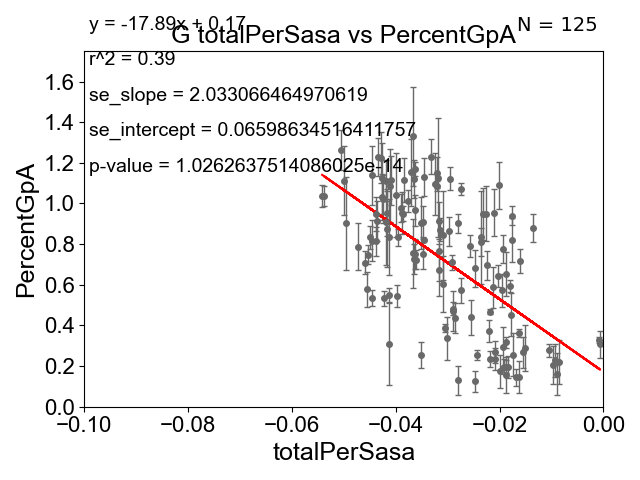 y = -17.89x + 0.17
N = 125
G totalPerSasa vs PercentGpA
r^2 = 0.39
se_slope = 2.033066464970619
se_intercept = 0.06598634516411757
p-value = 1.0262637514086025e-14
PercentGpA
1.6
1.4
1.2
1.0
0.8
0.6
0.4
0.2
0.0
−0.10
−0.08
−0.06
−0.04
−0.02
0.00
totalPerSasa